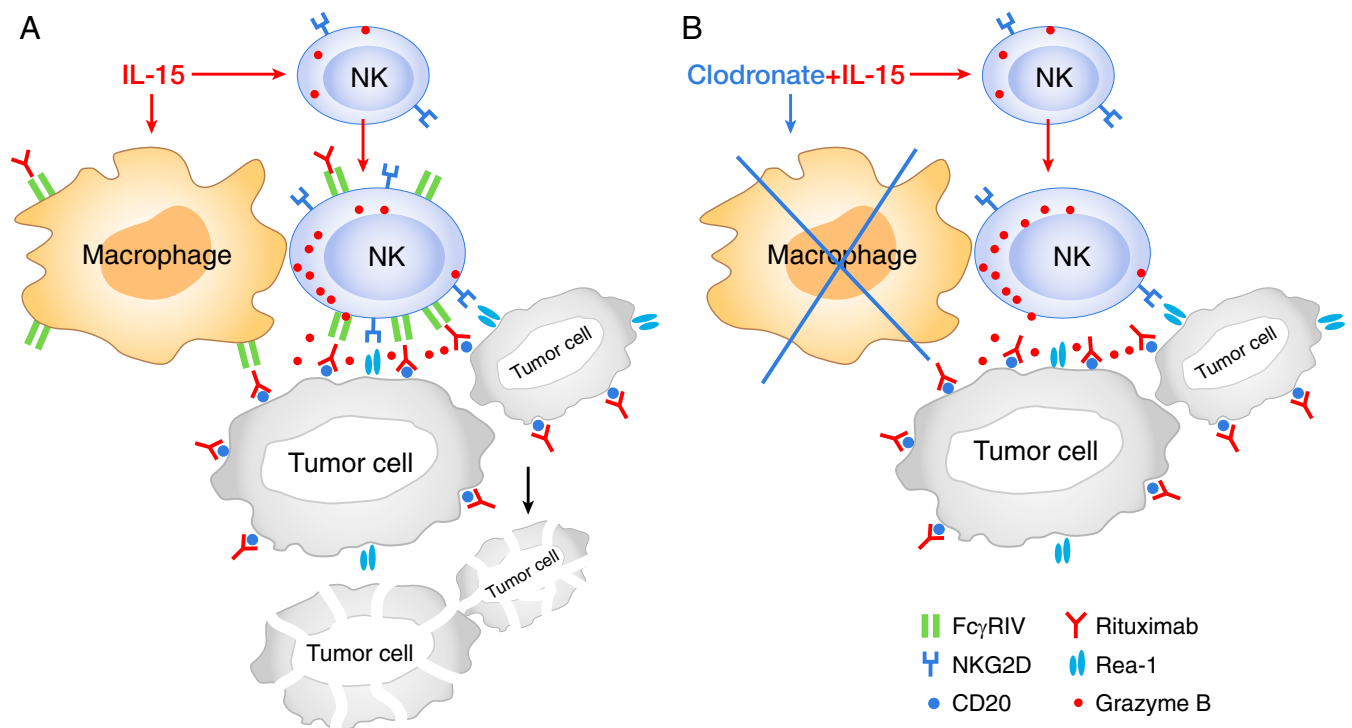 A
IL-15
NK
Macrophage
NK
Tumor cell
Tumor cell
Tumor cell
Tumor cell
B
Clodronate+IL-15
NK
Macrophage
NK
Tumor cell
Tumor cell
FcγRIV
NKG2D
CD20
Rituximab
Rea-1
Grazyme B